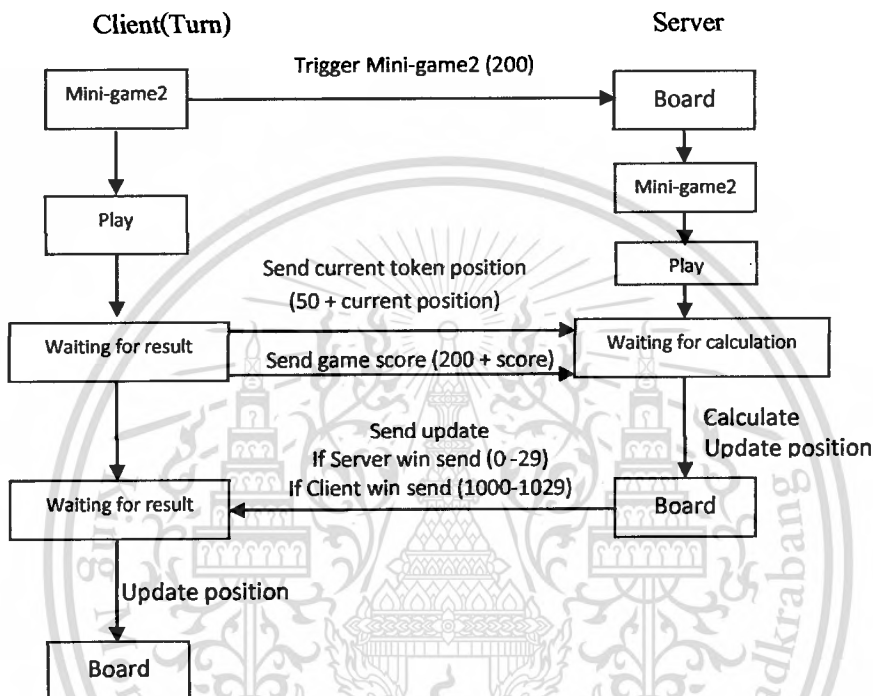 Client(Turn)
Server
Trigger Mini-game2 (200)
Mini-game2
Board
Mini-game2
Play
Play
Send current token position
(50 + current position)
Waiting for result
Waiting for calculation
Send game score (200 + score)
Calculate
Update position
Send update
If Server win send (0-29)
If Client win send (1000-1029)
Waiting for result
Board
Update position
Board